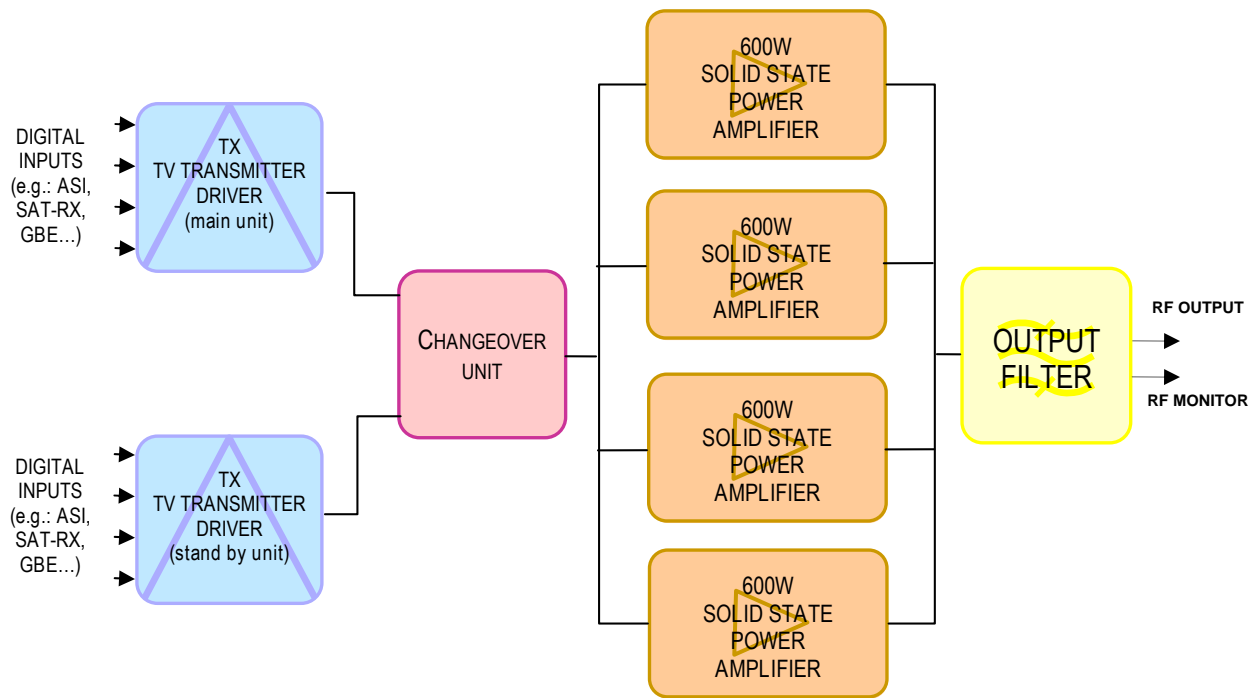 DIGITAL
INPUTS
(e.g.: ASI,
SAT-RX,
GBE…)
TX
TV TRANSMITTER
DRIVER
(main unit)
DIGITAL
INPUTS
(e.g.: ASI,
SAT-RX,
GBE…)
TX
TV TRANSMITTER
DRIVER
(stand by unit)
CHANGEOVER
UNIT
600W
SOLID STATE
POWER
AMPLIFIER
600W
SOLID STATE
POWER
AMPLIFIER
600W
SOLID STATE
POWER
AMPLIFIER
600W
SOLID STATE
POWER
AMPLIFIER
OUTPUT
FILTER
RF OUTPUT
RF MONITOR